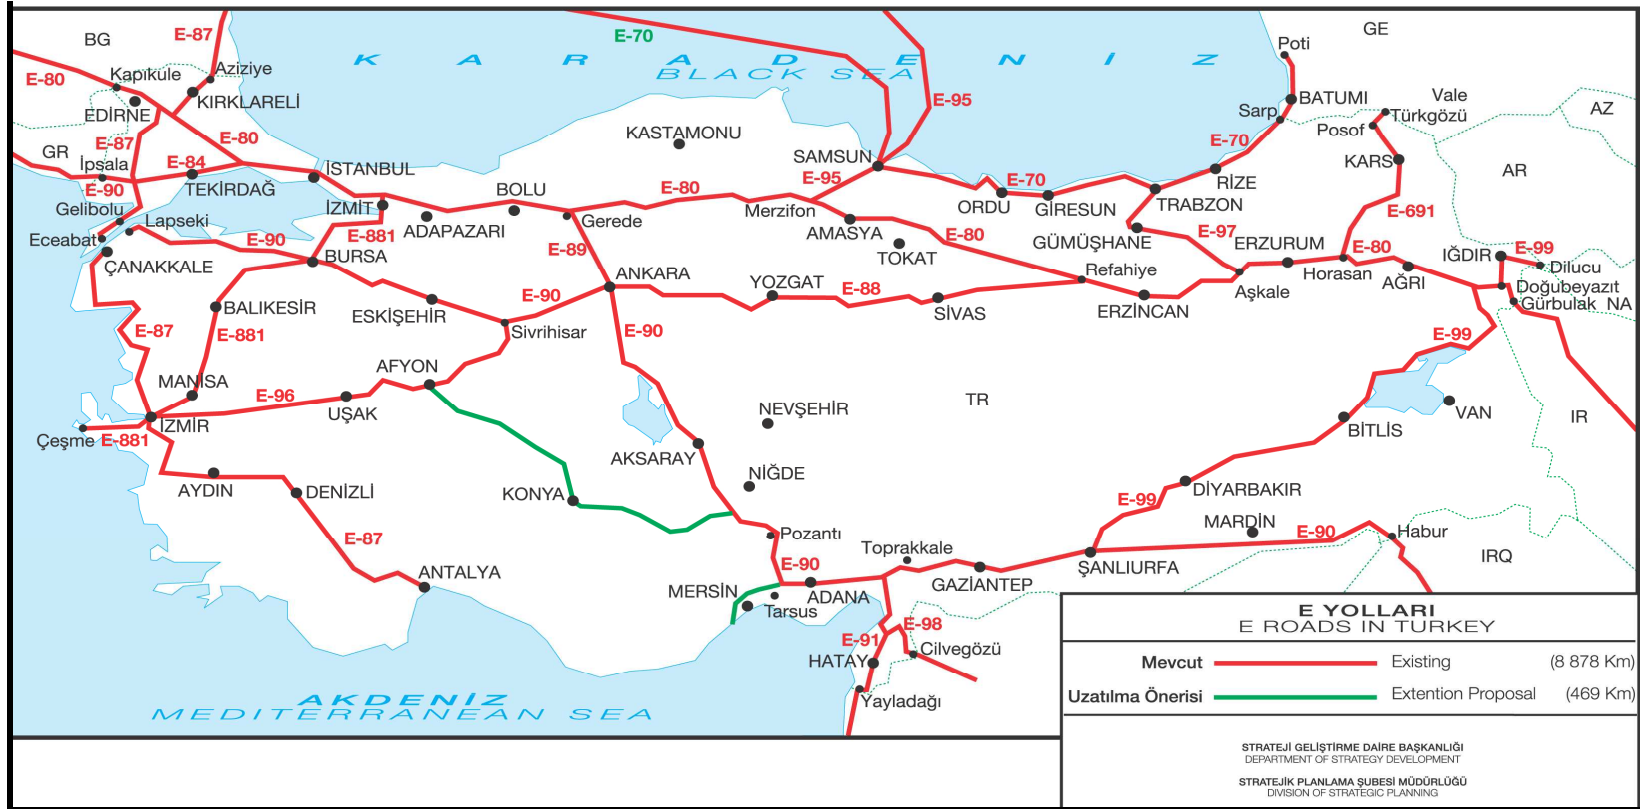 BG
E-87
E-70
GE
Poti
K A R A D E N İ Z
BLACK SEA
E-80
Kapıkule
Aziziye
KIRKLARELİ
EDİRNE
E-95
BATUMI
Sarp
Vale
Türkgözü
Posof
AZ
KASTAMONU
E-87
E-80
GR
İpsala
E-84
TEKİRDAĞ
İSTANBUL
SAMSUN
E-95
E-70
KARS
AR
E-90
Gelibolu
Lapseki
Eceabat
İZMİT
BOLU
E-80
Gerede
ADAPAZARI
Merzifon
AMASYA
E-70
ORDU
GİRESUN
TRABZON
RİZE
E-691
E-90
E-881
BURSA
ÇANAKKALE
E-89
TOKAT
E-80
GÜMÜŞHANE
E-97
ERZURUM
E-80
Horasan
AĞRI
IĞDIR
E-99
Dilucu
Doğubeyazıt
Gürbulak
NA
ANKARA
YOZGAT
E-88
SİVAS
Refahiye
Aşkale
ERZİNCAN
BALIKESİR
E-881
ESKİŞEHİR
E-90
Sivrihisar
E-90
E-87
E-99
AFYON
MANİSA
E-96
UŞAK
NEVŞEHİR
TR
VAN
IR
İZMİR
Çeşme
E-881
BİTLİS
AKSARAY
NİĞDE
AYDIN
DENİZLİ
KONYA
E-99
DİYARBAKIR
MARDİN
E-90
Habur
E-87
Pozantı
Toprakkale
IRQ
ANTALYA
E-90
MERSİN
Tarsus
ADANA
GAZİANTEP
ŞANLIURFA
E-91
E-98
HATAY
Cilvegözü
Yayladağı
AKDENİZ
MEDITERRANEAN SEA
E YOLLARI
E ROADS IN TURKEY
Mevcut Existing (8 878 Km)
Uzatılma Önerisi Extention Proposal (469 Km)
STRATEJİ GELİŞTİRME DAİRE BAŞKANLIĞI
DEPARTMENT OF STRATEGY DEVELOPMENT
STRATEJİK PLANLAMA ŞUBESİ MÜDÜRLÜĞÜ
DIVISION OF STRATEGIC PLANNING